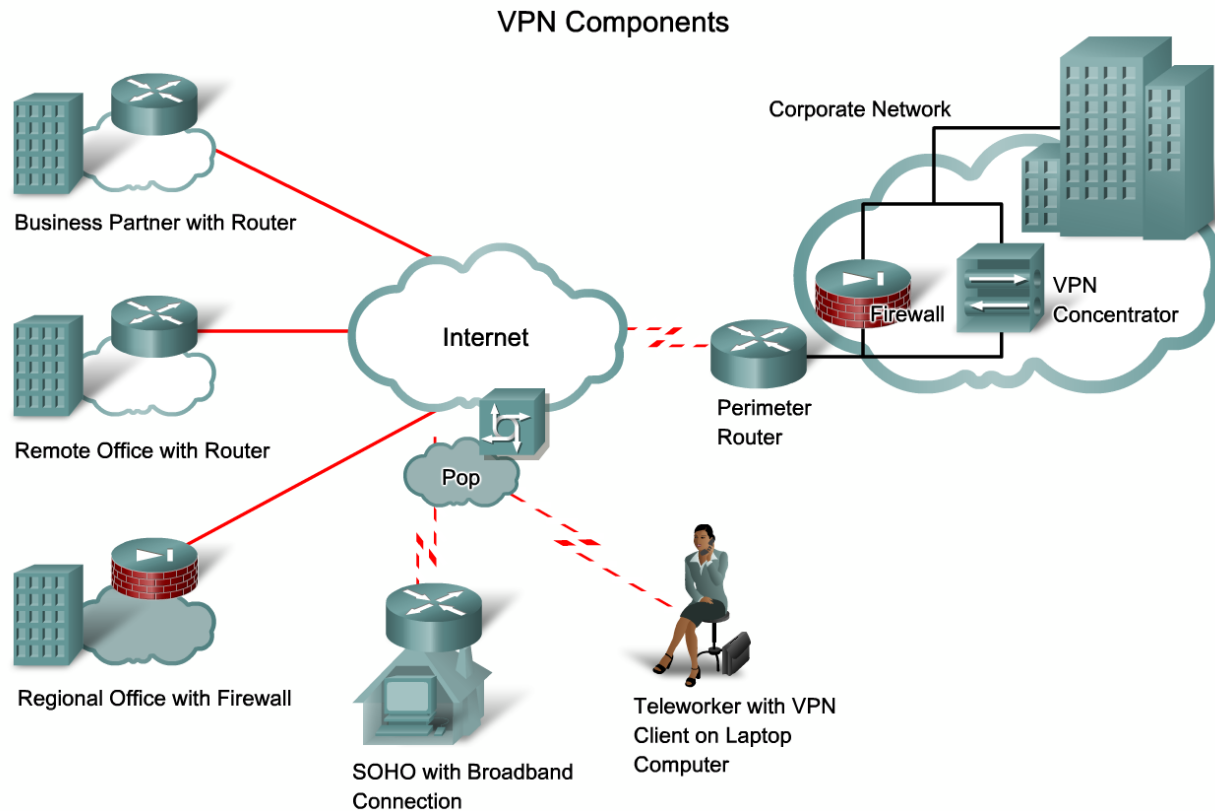 VPN Components
Corporate Network
Business Partner with Router
Internet
Firewall
VPN
Concentrator
Remote Office with Router
Perimeter
Router
Pop
Regional Office with Firewall
SOHO with Broadband
Connection
Teleworker with VPN
Client on Laptop
Computer